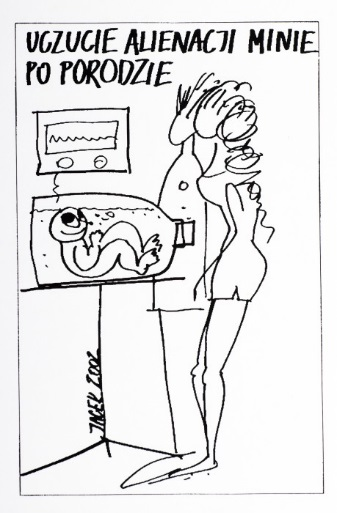 UCZUCIE ALIENACJI MINIE
PO PORODZIE
JACEK 2002